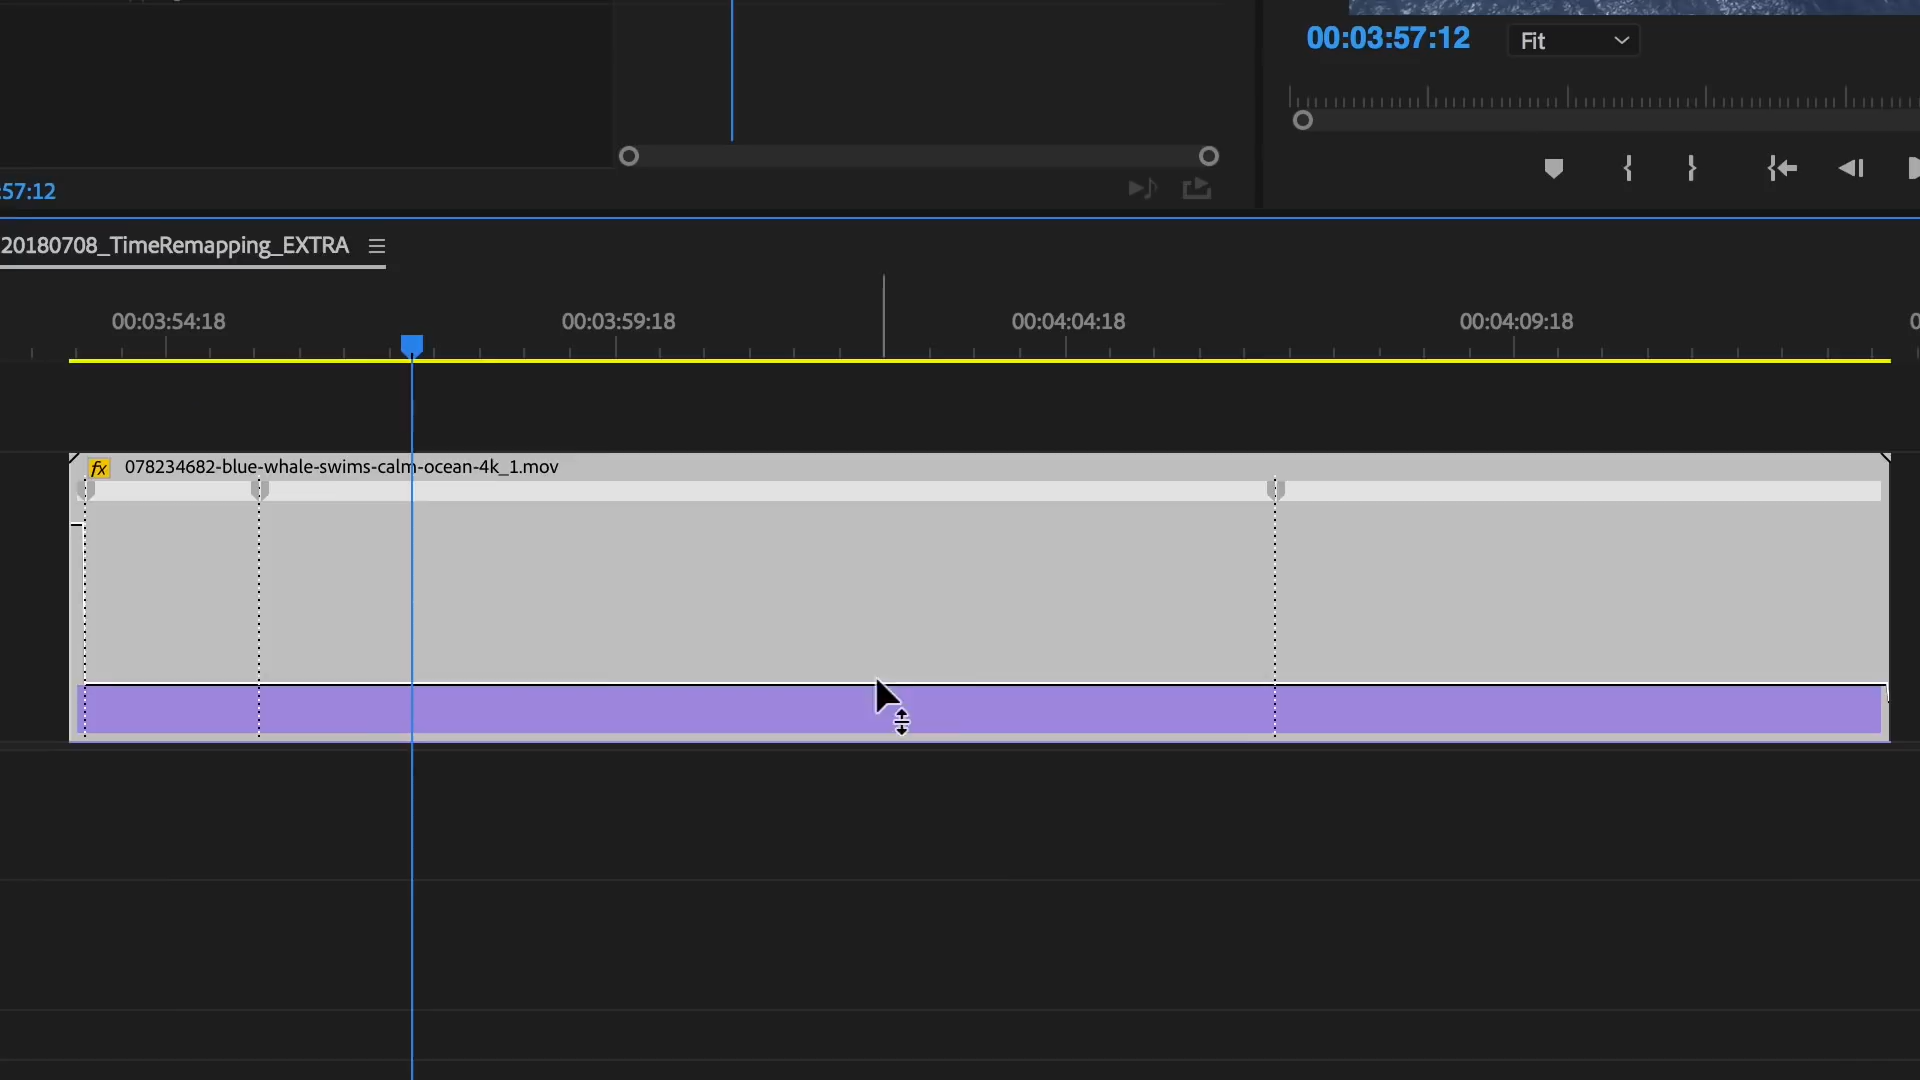 00:03:57:12
Fit
:57:12
20180708_TimeRemapping_EXTRA
00:03:54:18
00:03:59:18
00:04:04:18
00:04:09:18
0
fx
078234682-blue-whale-swims-calm-ocean-4k_1.mov